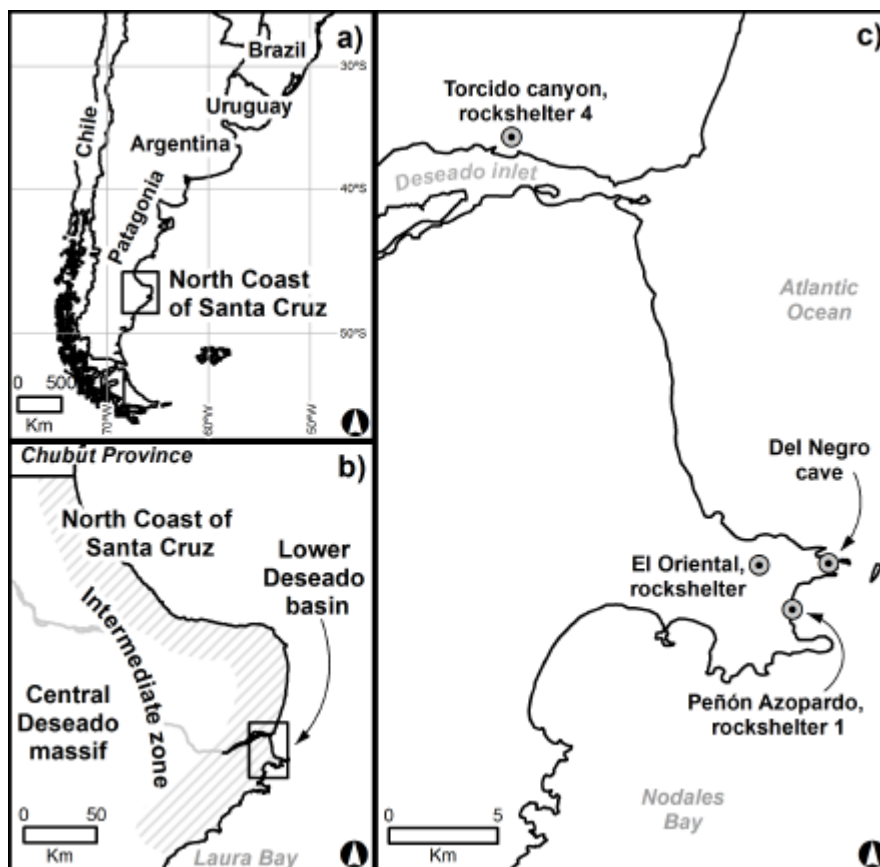 a)
Brazil
30°S
Uruguay
Chile
Argentina
40°S
Patagonia
North Coast
of Santa Cruz
50°S
0 500
Km
70°W
60°W
50°W
b)
Chubut Province
North Coast of
Santa Cruz
Lower
Deseado
basin
Intermediate zone
Central
Deseado
massif
0 50
Km
Laura Bay
c)
Torcido canyon,
rockshelter 4
Deseado inlet
Atlantic
Ocean
Del Negro
cave
El Oriental,
rockshelter
Peñón Azopardo,
rockshelter 1
Nodales
Bay
0 5
Km